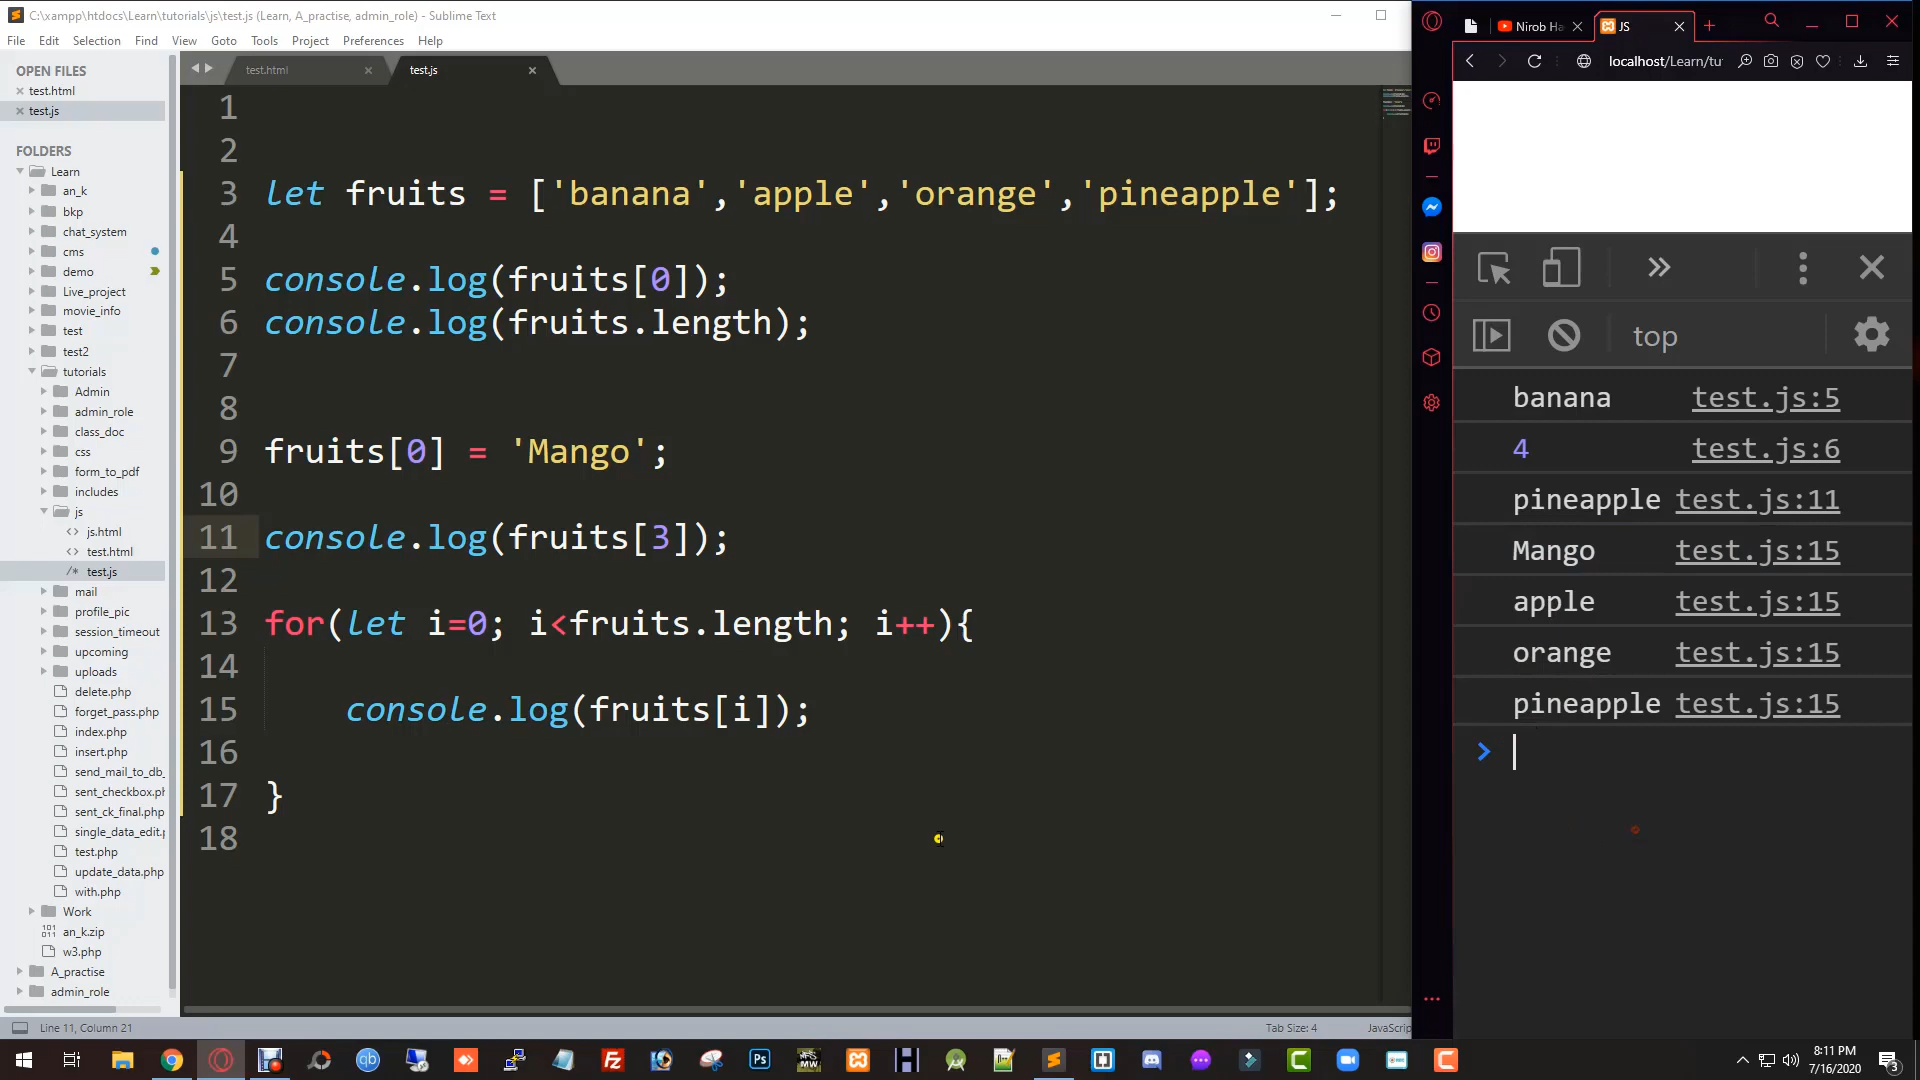 C:\xampp\htdocs\Learn\tutorials\js\test.js (Learn, A_practise, admin_role) - Sublime Text
File Edit Selection Find View Goto Tools Project Preferences Help
OPEN FILES
test.html
test.js
FOLDERS
Learn
an_k
bkp
chat_system
cms
demo
Live_project
movie_info
test
test2
tutorials
Admin
admin_role
class_doc
css
form_to_pdf
includes
js
js.html
test.html
test.js
mail
profile_pic
session_timeout
upcoming
uploads
delete.php
forget_pass.php
index.php
insert.php
send_mail_to_db_
sent_checkbox.ph
sent_ck_final.php
single_data_edit.
test.php
update_data.php
with.php
Work
an_k.zip
w3.php
A_practise
admin_role
test.html
test.js
1
2
3 let fruits = ['banana','apple','orange','pineapple'];
4
5 console.log(fruits[0]);
6 console.log(fruits.length);
7
8
9 fruits[0] = 'Mango';
10
11 console.log(fruits[3]);
12
13 for(let i=0; i<fruits.length; i++){
14
15 console.log(fruits[i]);
16
17 }
18
Line 11, Column 21
Tab Size: 4
JavaScrip
Nirob Ha
JS
localhost/Learn/tu
top
banana test.js:5
4 test.js:6
pineapple test.js:11
Mango test.js:15
apple test.js:15
orange test.js:15
pineapple test.js:15
>
8:11 PM
7/16/2020
3